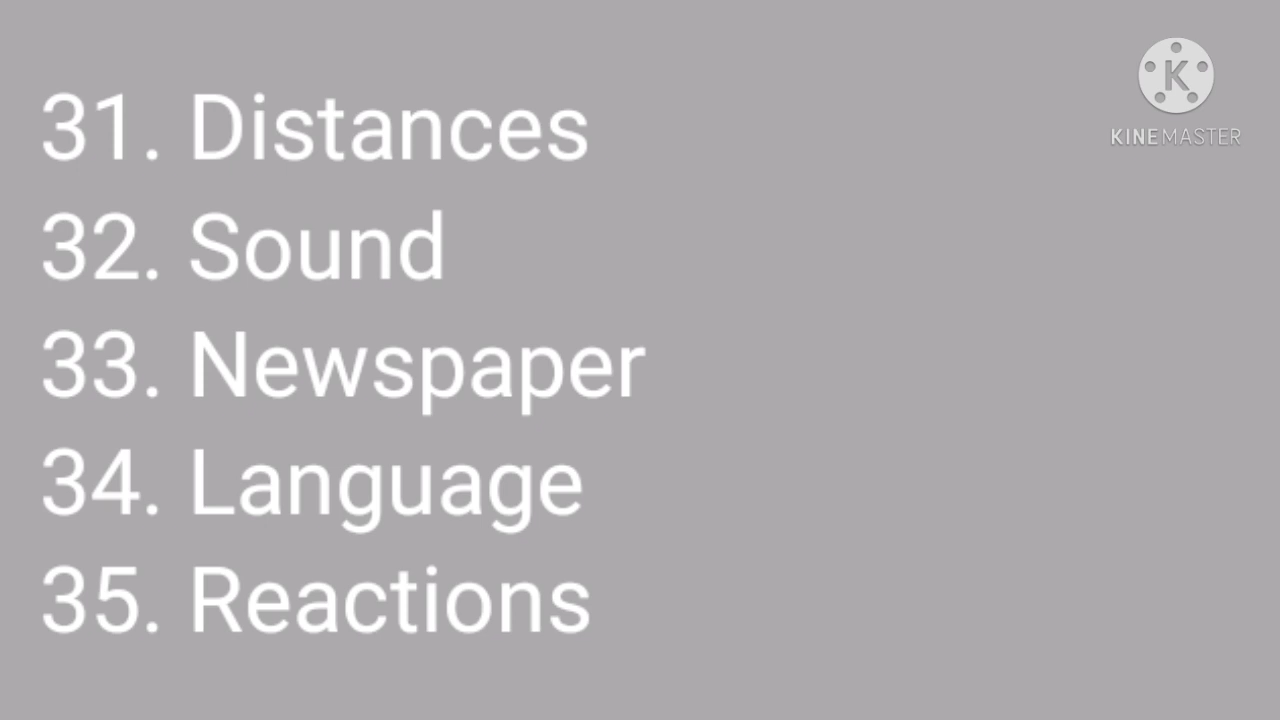 31. Distances
32. Sound
33. Newspaper
34. Language
35. Reactions
K
KINEMASTER